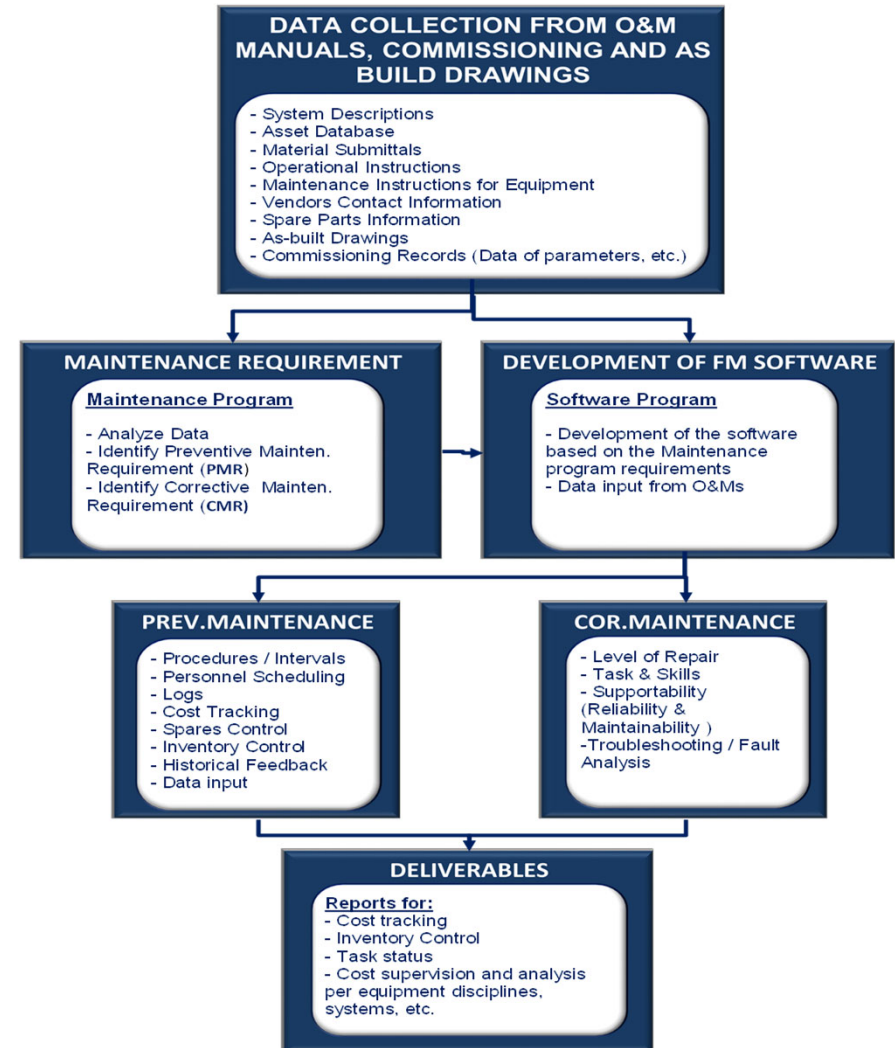 DATA COLLECTION FROM O&M
MANUALS, COMMISSIONING AND AS
BUILD DRAWINGS
- System Descriptions
- Asset Database
- Material Submittals
- Operational Instructions
- Maintenance Instructions for Equipment
- Vendors Contact Information
- Spare Parts Information
- As-built Drawings
- Commissioning Records (Data of parameters, etc.)
MAINTENANCE REQUIREMENT
Maintenance Program
- Analyze Data
- Identify Preventive Mainten.
Requirement (PMR)
- Identify Corrective Mainten.
Requirement (CMR)
DEVELOPMENT OF FM SOFTWARE
Software Program
- Development of the software
based on the Maintenance
program requirements
- Data input from O&Ms
PREV.MAINTENANCE
- Procedures / Intervals
- Personnel Scheduling
- Logs
- Cost Tracking
- Spares Control
- Inventory Control
- Historical Feedback
- Data input
COR.MAINTENANCE
- Level of Repair
- Task & Skills
- Supportability
(Reliability &
Maintainability )
-Troubleshooting / Fault
Analysis
DELIVERABLES
Reports for:
- Cost tracking
- Inventory Control
- Task status
- Cost supervision and analysis
per equipment disciplines,
systems, etc.